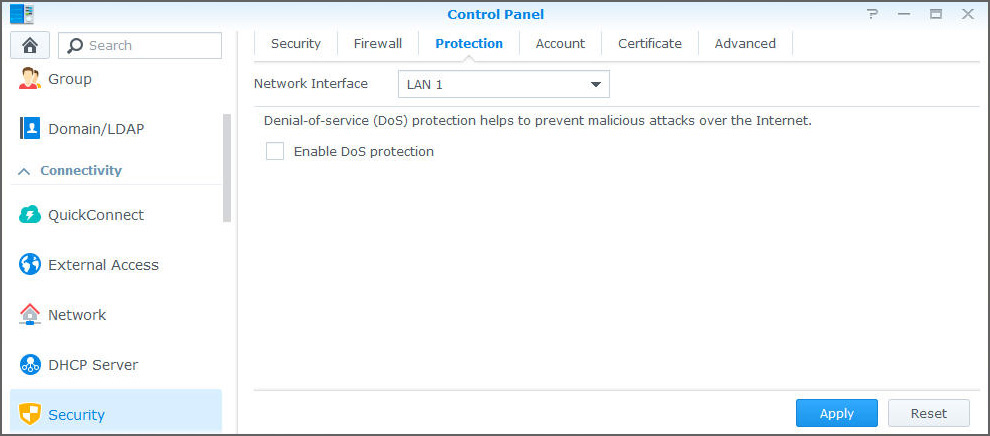 Control Panel
Search
Group
Domain/LDAP
Connectivity
QuickConnect
External Access
Network
DHCP Server
Security
Security Firewall Protection Account Certificate Advanced
Network Interface LAN 1
Denial-of-service (DoS) protection helps to prevent malicious attacks over the Internet.
Enable DoS protection
Apply Reset